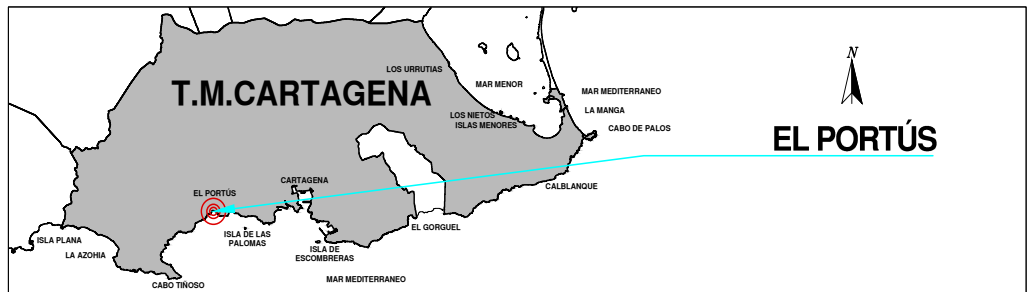 LOS URRUTIAS
T.M.CARTAGENA
MAR MENOR
MAR MEDITERRANEO
LA MANGA
LOS NIETOS
ISLAS MENORES
CABO DE PALOS
N
EL PORTÚS
CARTAGENA
CALBLANQUE
EL PORTÚS
EL GORGUEL
ISLA DE LAS
PALOMAS
ISLA PLANA
LA AZOHIA
ISLA DE
ESCOMBRERAS
CABO TIÑOSO
MAR MEDITERRANEO